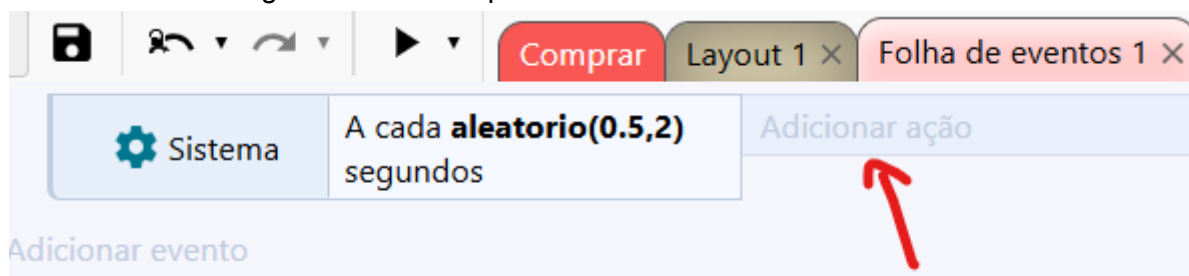 Comprar Layout 1 × Folha de eventos 1 ×
Sistema
A cada aleatorio(0.5,2)
segundos
Adicionar ação
Adicionar evento